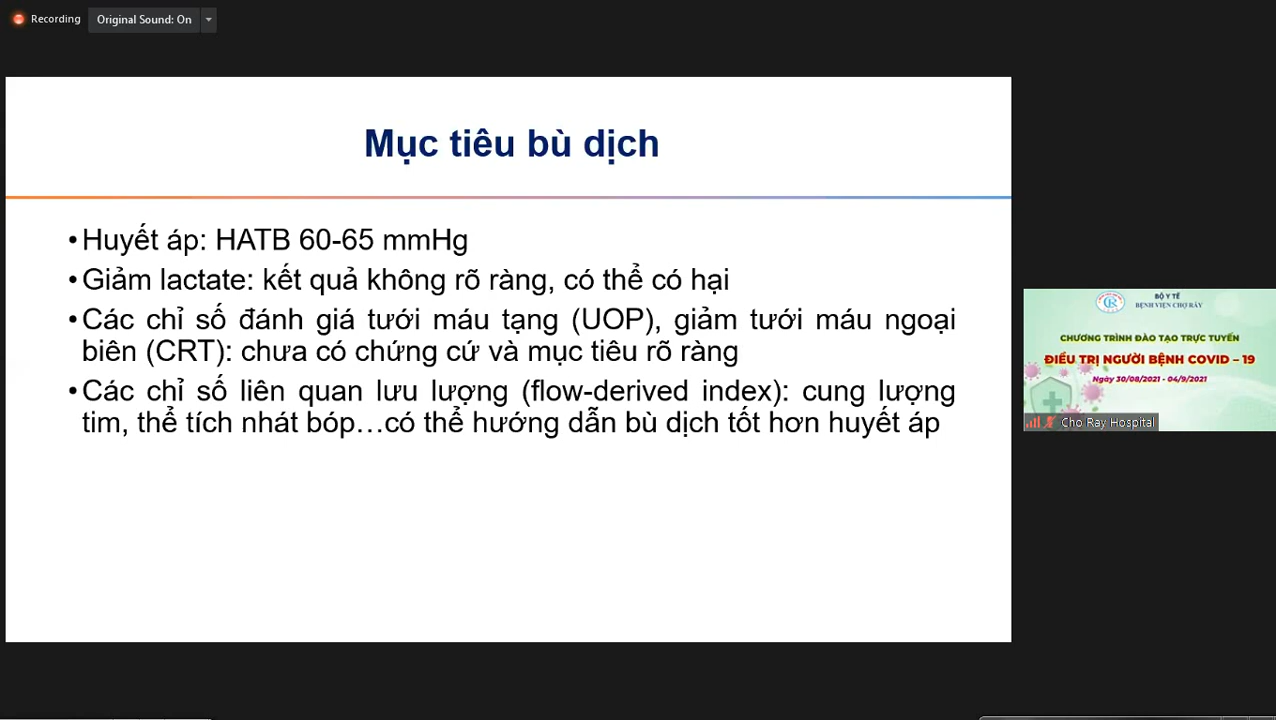 Recording
Original Sound: On
Mục tiêu bù dịch
•Huyết áp: HATB 60-65 mmHg
•Giảm lactate: kết quả không rõ ràng, có thể có hại
•Các chỉ số đánh giá tưới máu tạng (UOP), giảm tưới máu ngoại
biên (CRT): chưa có chứng cứ và mục tiêu rõ ràng
•Các chỉ số liên quan lưu lượng (flow-derived index): cung lượng
tim, thể tích nhát bóp…có thể hướng dẫn bù dịch tốt hơn huyết áp
BỘ Y TẾ
BỆNH VIỆN CHỢ RẪY
CHƯƠNG TRÌNH ĐÀO TẠO TRỰC TUYẾN
ĐIỀU TRỊ NGƯỜI BỆNH COVID – 19
Ngày 30/08/2021 - 04/9/2021
Cho Ray Hospital